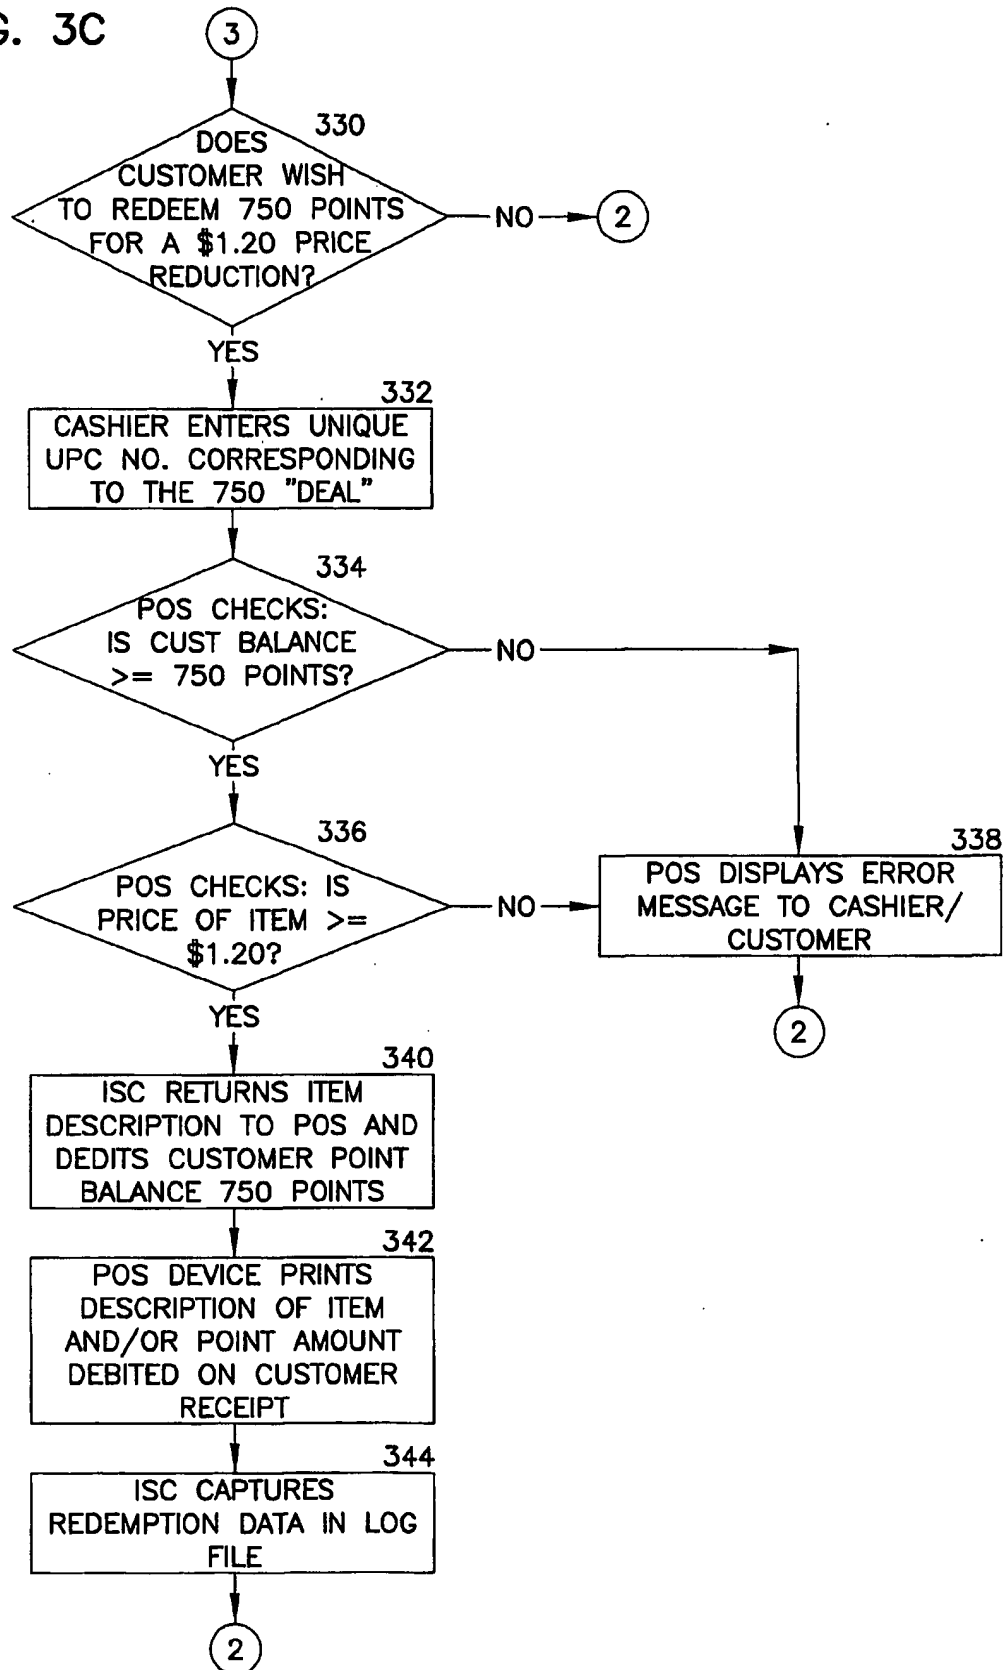 G. 3C
3
330
DOES
CUSTOMER WISH
TO REDEEM 750 POINTS
FOR A $1.20 PRICE
REDUCTION?
NO
2
YES
332
CASHIER ENTERS UNIQUE
UPC NO. CORRESPONDING
TO THE 750 "DEAL"
334
POS CHECKS:
IS CUST BALANCE
>= 750 POINTS?
NO
YES
336
POS CHECKS: IS
PRICE OF ITEM >=
$1.20?
NO
338
POS DISPLAYS ERROR
MESSAGE TO CASHIER/
CUSTOMER
2
YES
340
ISC RETURNS ITEM
DESCRIPTION TO POS AND
DEDITS CUSTOMER POINT
BALANCE 750 POINTS
342
POS DEVICE PRINTS
DESCRIPTION OF ITEM
AND/OR POINT AMOUNT
DEBITED ON CUSTOMER
RECEIPT
344
ISC CAPTURES
REDEMPTION DATA IN LOG
FILE
2